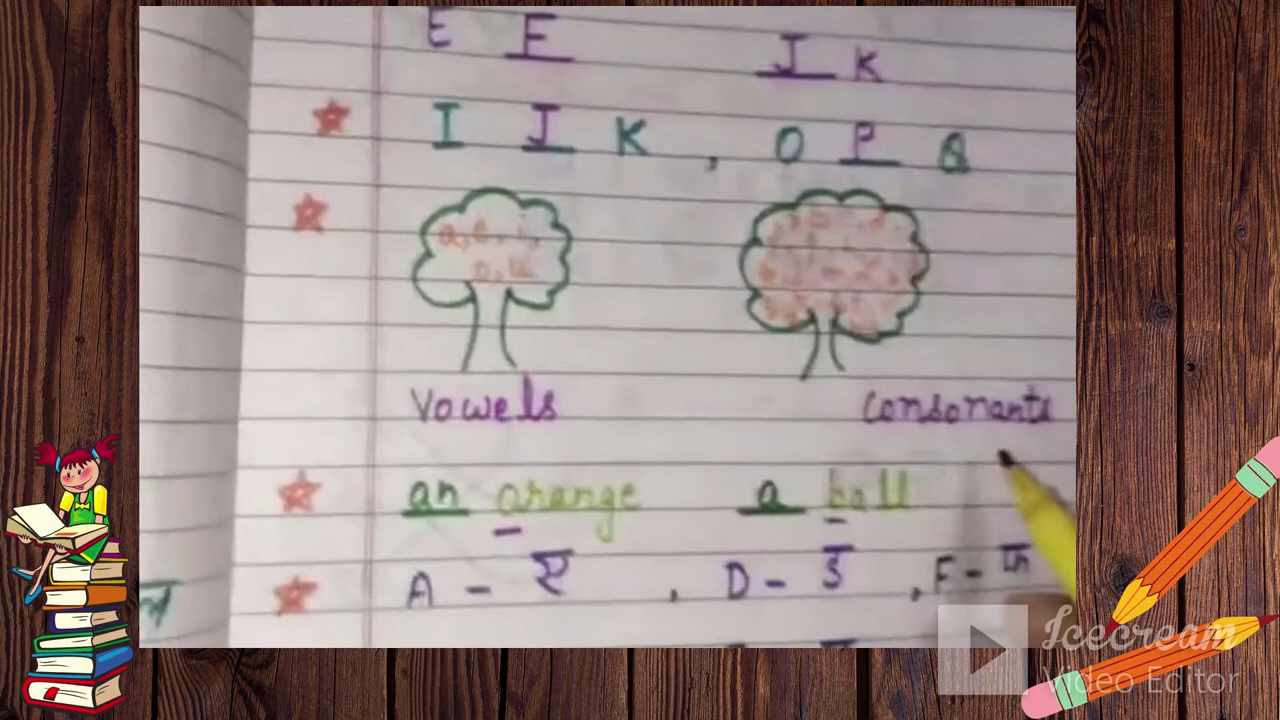 E F J K
I J K , O P Q
a, e, i,
o, u
Vowels Consonants
an orange a ball
A - ए , D - ड , F - फ
Icecream
Video Editor